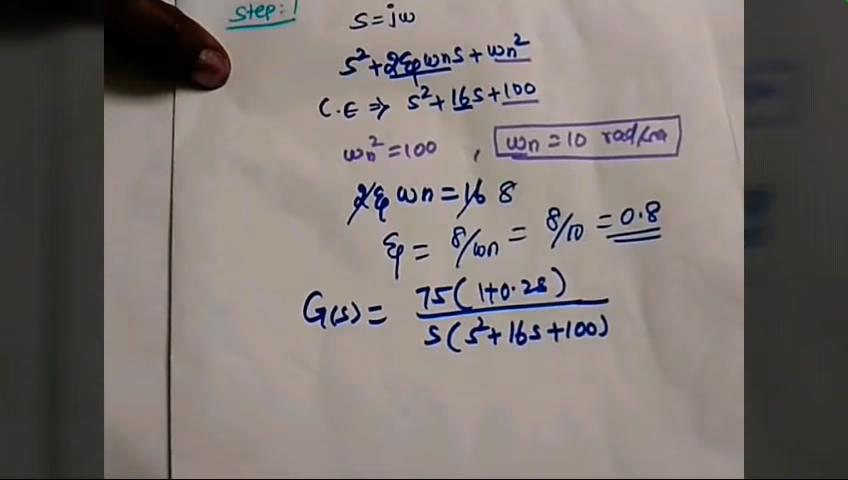 Step: 1
s = jω
s² + 2ξωns + ωn²
C.E ⇒ s² + 16s + 100
ωn² = 100 , ωn = 10 rad/sec
2ξωn = 16 8
ξ = 8/ωn = 8/10 = 0.8
G(s) = 75(1+0.2s) / s(s²+16s+100)